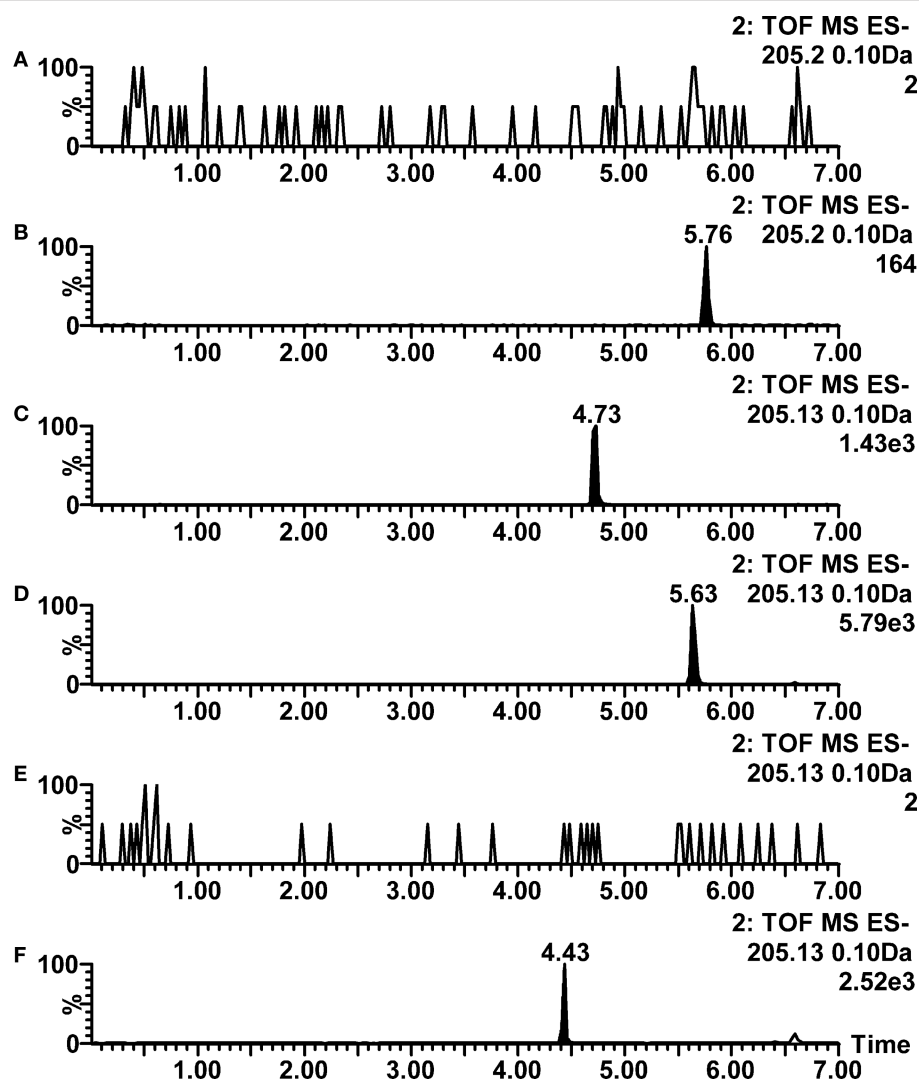 2: TOF MS ES-
A 100 205.2 0.10Da
2
%
0
1.00 2.00 3.00 4.00 5.00 6.00 7.00
2: TOF MS ES-
B 100 5.76 205.2 0.10Da
164
%
0
1.00 2.00 3.00 4.00 5.00 6.00 7.00
2: TOF MS ES-
C 100 4.73 205.13 0.10Da
1.43e3
%
0
1.00 2.00 3.00 4.00 5.00 6.00 7.00
2: TOF MS ES-
D 100 5.63 205.13 0.10Da
5.79e3
%
0
1.00 2.00 3.00 4.00 5.00 6.00 7.00
2: TOF MS ES-
E 100 205.13 0.10Da
2
%
0
1.00 2.00 3.00 4.00 5.00 6.00 7.00
2: TOF MS ES-
F 100 4.43 205.13 0.10Da
2.52e3
%
0 Time
1.00 2.00 3.00 4.00 5.00 6.00 7.00